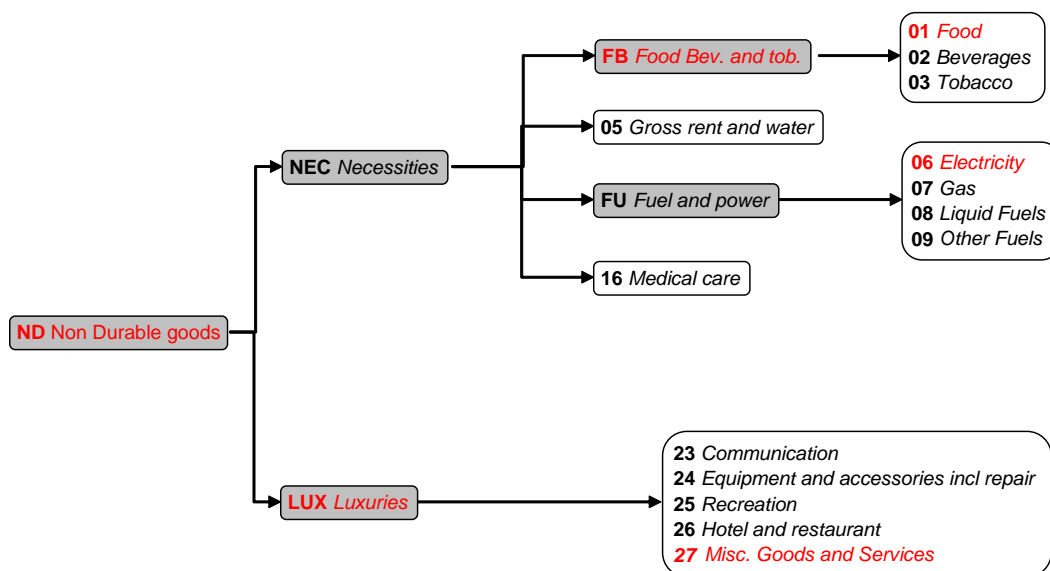 FB Food Bev. and tob.
01 Food
02 Beverages
03 Tobacco
05 Gross rent and water
NEC Necessities
06 Electricity
07 Gas
08 Liquid Fuels
09 Other Fuels
FU Fuel and power
16 Medical care
ND Non Durable goods
LUX Luxuries
23 Communication
24 Equipment and accessories incl repair
25 Recreation
26 Hotel and restaurant
27 Misc. Goods and Services